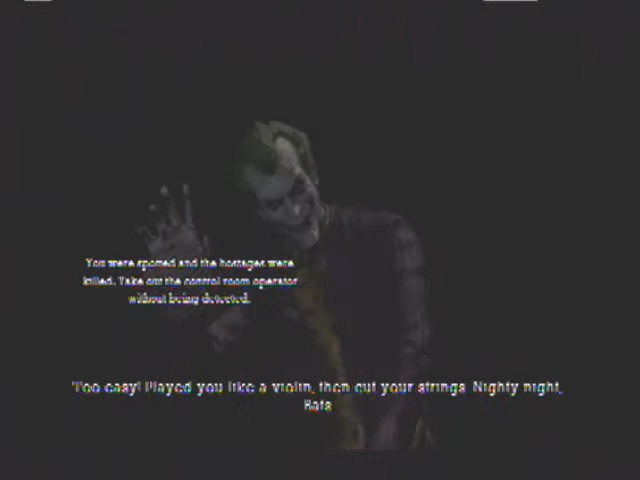 You were spotted and the hostages were
killed. Take out the control room operator
without being detected.
'Too easy! Played you like a violin, then cut your strings. Nighty night,
Bats